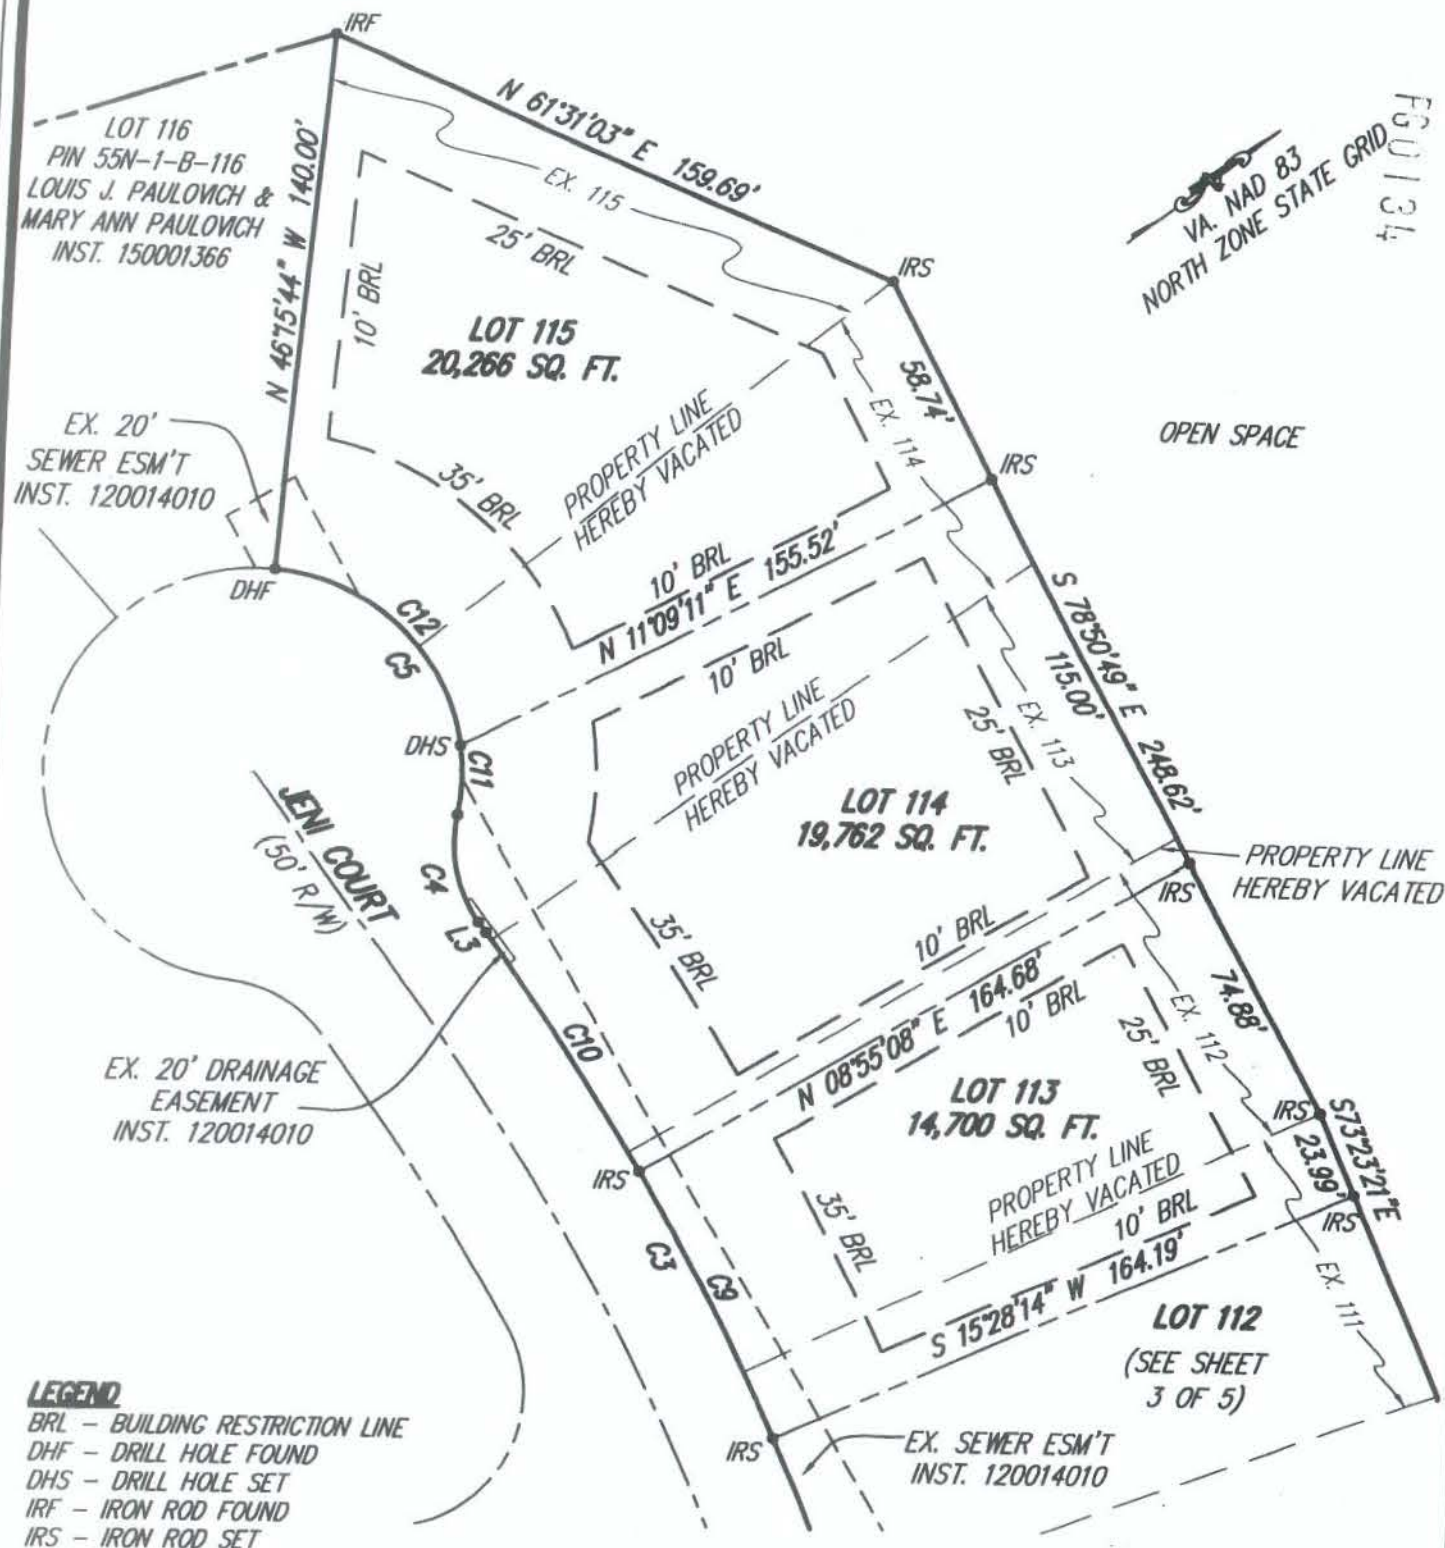 IRF
LOT 116
PIN 55N-1-B-116
LOUIS J. PAULOVICH &
MARY ANN PAULOVICH
INST. 150001366
N 46°15'44" W 140.00'
N 61°31'03" E 159.69'
EX. 115
25' BRL
10' BRL
LOT 115
20,266 SQ. FT.
IRS
FG0134
VA. NAD 83
NORTH ZONE STATE GRID
58.74'
EX. 114
OPEN SPACE
IRS
EX. 20'
SEWER ESM'T
INST. 120014010
35' BRL
PROPERTY LINE
HEREBY VACATED
10' BRL
N 11°09'11" E 155.52'
10' BRL
DHF
C12
C5
DHS
C11
S 78°50'49" E 248.62'
115.00'
EX. 113
25' BRL
PROPERTY LINE
HEREBY VACATED
LOT 114
19,762 SQ. FT.
JENI COURT
(50' R/W)
C4
L3
35' BRL
PROPERTY LINE
HEREBY VACATED
IRS
10' BRL
N 08°55'08" E 164.68'
10' BRL
74.88'
EX. 112
25' BRL
C10
EX. 20' DRAINAGE
EASEMENT
INST. 120014010
LOT 113
14,700 SQ. FT.
IRS
S73°23'21"E
23.99'
IRS
IRS
PROPERTY LINE
HEREBY VACATED
35' BRL
10' BRL
S 15°28'14" W 164.19'
C3
C9
EX. 111
LOT 112
(SEE SHEET
3 OF 5)
IRS
EX. SEWER ESM'T
INST. 120014010
LEGEND
BRL - BUILDING RESTRICTION LINE
DHF - DRILL HOLE FOUND
DHS - DRILL HOLE SET
IRF - IRON ROD FOUND
IRS - IRON ROD SET